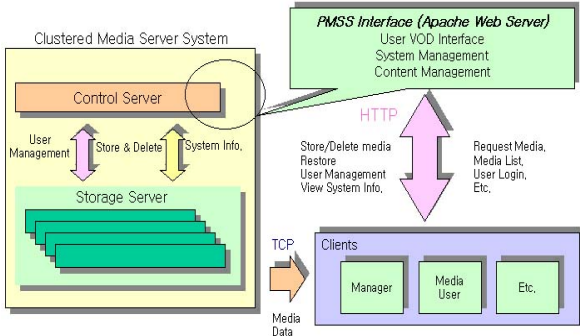 Clustered Media Server System
Control Server
User
Management
Store & Delete
System Info,
Storage Server
PMSS Interface (Apache Web Server)
User VOD Interface
System Management
Content Management
HTTP
Store/Delete media
Restore
User Management
View System Info,
Request Media,
Media List,
User Login,
Etc,
TCP
Media
Data
Clients
Manager
Media
User
Etc,